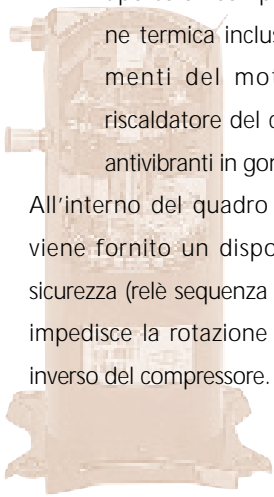 ne termica inclus
menti del mot
riscaldatore del
antivibranti in gor
All'interno del quadro
viene fornito un dispo
sicurezza (relè sequenza
impedisce la rotazione
inverso del compressore.